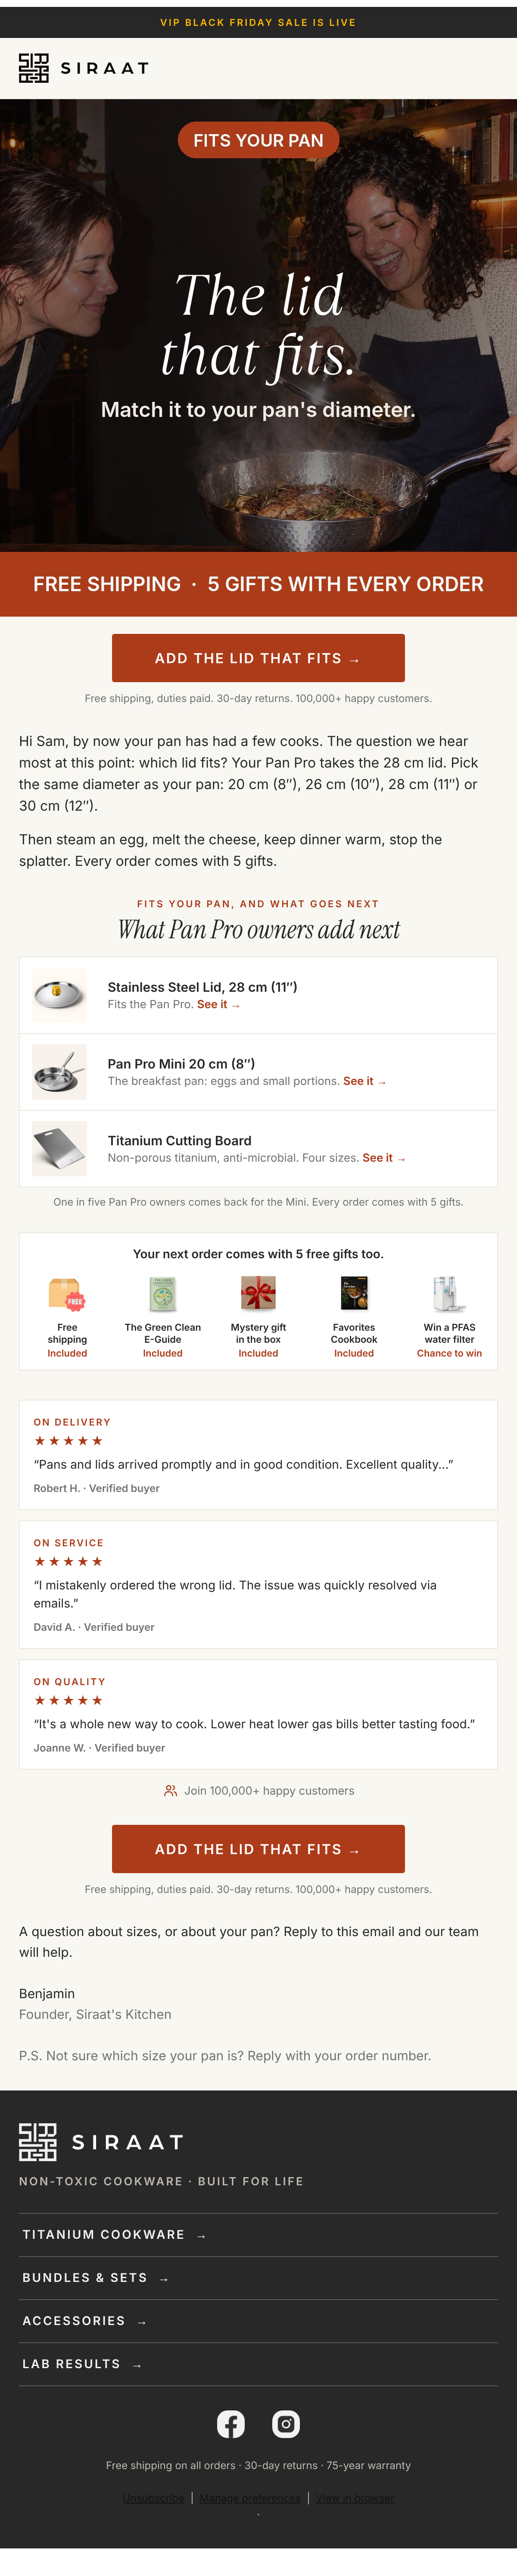 VIP BLACK FRIDAY SALE IS LIVE
SIRAAT
FITS YOUR PAN
The lid
that fits.
Match it to your pan's diameter.
FREE SHIPPING · 5 GIFTS WITH EVERY ORDER
ADD THE LID THAT FITS →
Free shipping, duties paid. 30-day returns. 100,000+ happy customers.
Hi Sam, by now your pan has had a few cooks. The question we hear
most at this point: which lid fits? Your Pan Pro takes the 28 cm lid. Pick
the same diameter as your pan: 20 cm (8″), 26 cm (10″), 28 cm (11″) or
30 cm (12″).
Then steam an egg, melt the cheese, keep dinner warm, stop the
splatter. Every order comes with 5 gifts.
FITS YOUR PAN, AND WHAT GOES NEXT
What Pan Pro owners add next
Stainless Steel Lid, 28 cm (11″)
Fits the Pan Pro. See it →
Pan Pro Mini 20 cm (8″)
The breakfast pan: eggs and small portions. See it →
Titanium Cutting Board
Non-porous titanium, anti-microbial. Four sizes. See it →
One in five Pan Pro owners comes back for the Mini. Every order comes with 5 gifts.
Your next order comes with 5 free gifts too.
FREE
Free
shipping
Included
The Green Clean
E-Guide
Included
Mystery gift
in the box
Included
Favorites
Cookbook
Included
Win a PFAS
water filter
Chance to win
ON DELIVERY
★★★★★
“Pans and lids arrived promptly and in good condition. Excellent quality...”
Robert H. · Verified buyer
ON SERVICE
★★★★★
“I mistakenly ordered the wrong lid. The issue was quickly resolved via
emails.”
David A. · Verified buyer
ON QUALITY
★★★★★
“It's a whole new way to cook. Lower heat lower gas bills better tasting food.”
Joanne W. · Verified buyer
Join 100,000+ happy customers
ADD THE LID THAT FITS →
Free shipping, duties paid. 30-day returns. 100,000+ happy customers.
A question about sizes, or about your pan? Reply to this email and our team
will help.
Benjamin
Founder, Siraat's Kitchen
P.S. Not sure which size your pan is? Reply with your order number.
SIRAAT
NON-TOXIC COOKWARE · BUILT FOR LIFE
TITANIUM COOKWARE →
BUNDLES & SETS →
ACCESSORIES →
LAB RESULTS →
Free shipping on all orders · 30-day returns · 75-year warranty
Unsubscribe | Manage preferences | View in browser
.